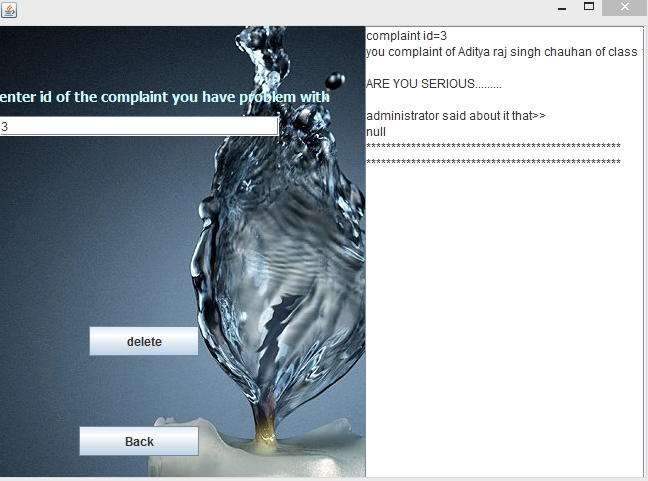 enter id of the complaint you have problem with
3
delete
Back
complaint id=3
you complaint of Aditya raj singh chauhan of class
ARE YOU SERIOUS.........
administrator said about it that>>
null
***************************************************
***************************************************